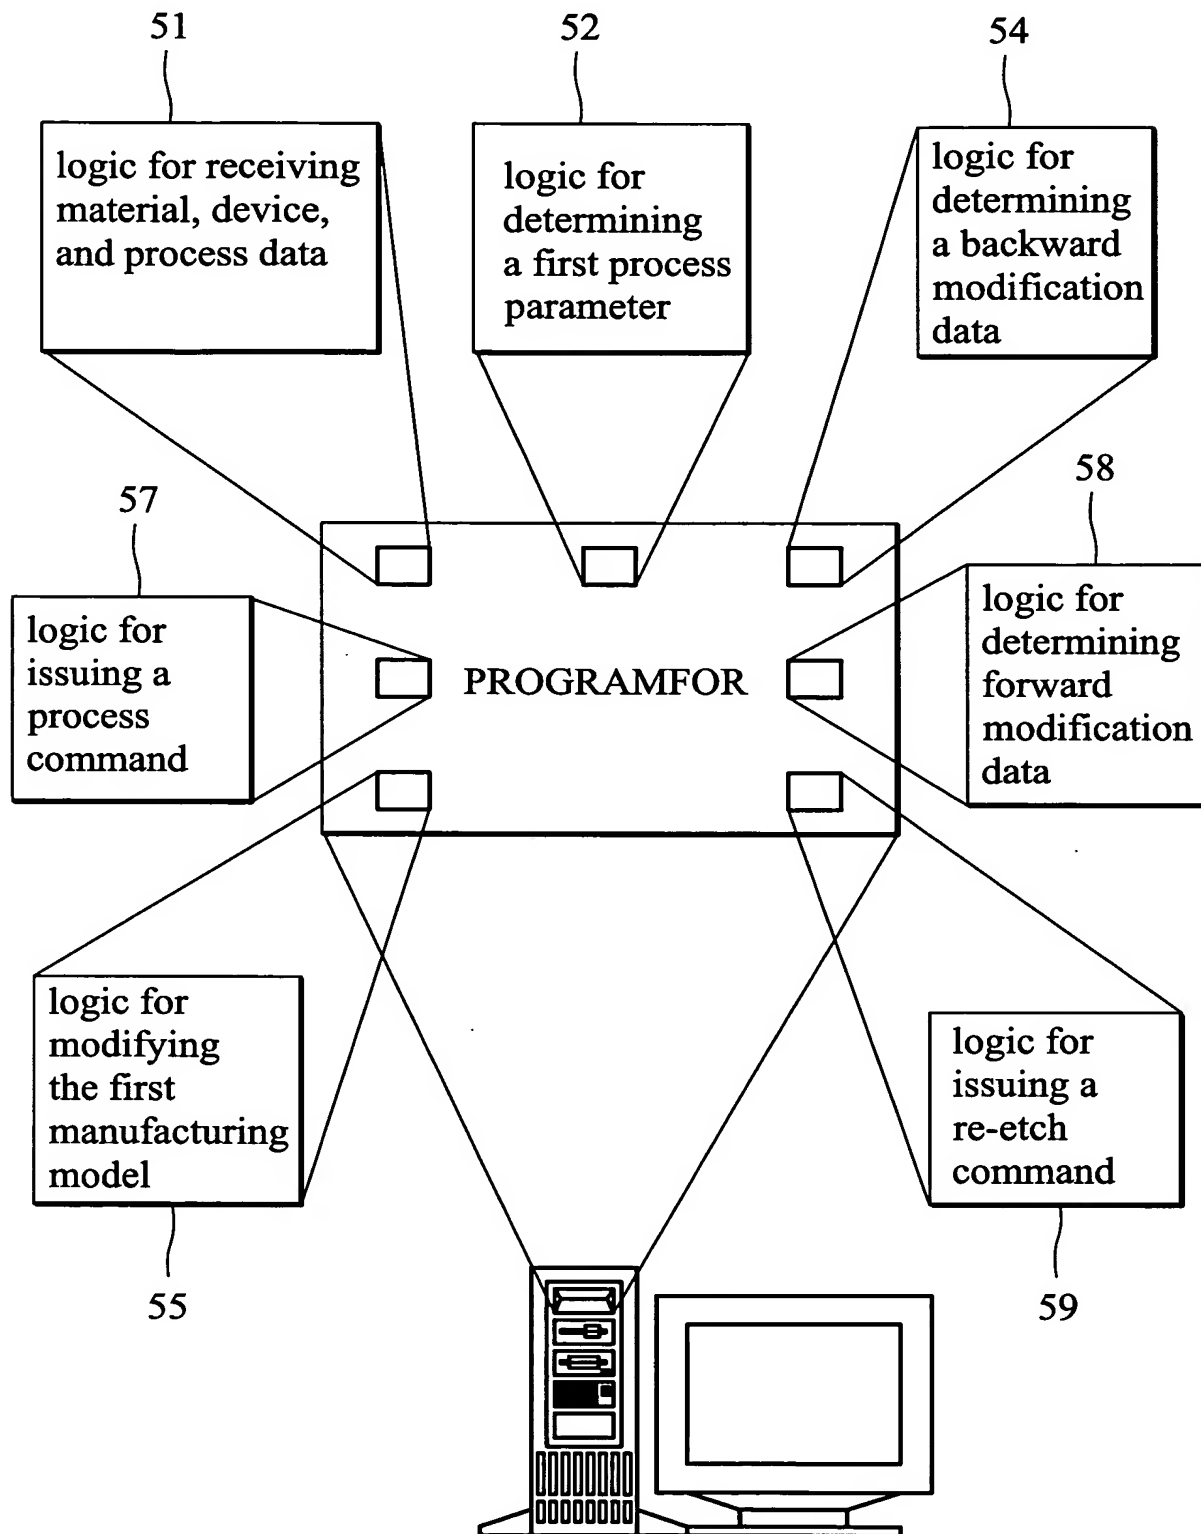 51
52
54
logic for receiving
material, device,
and process data
logic for
determining
a first process
parameter
logic for
determining
a backward
modification
data
57
58
logic for
issuing a
process
command
PROGRAMFOR
logic for
determining
forward
modification
data
logic for
modifying
the first
manufacturing
model
logic for
issuing a
re-etch
command
55
59